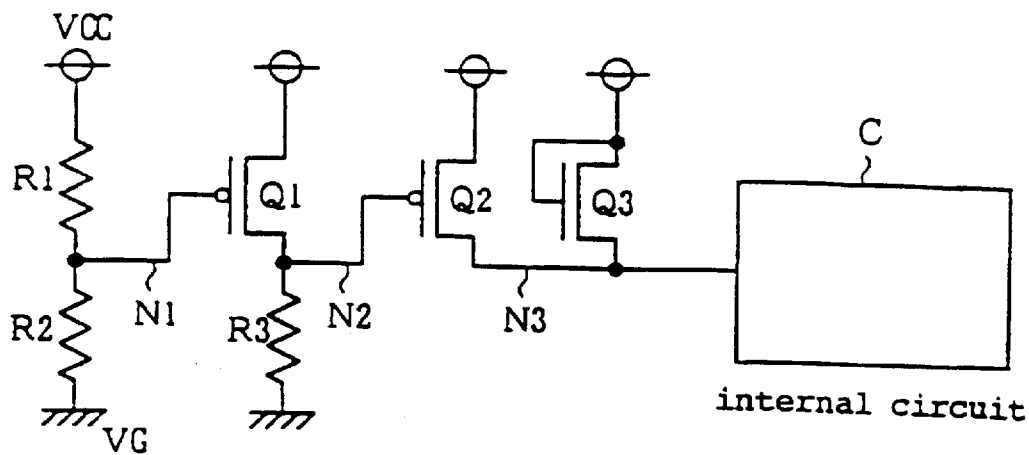 VCC
R1
Q1
Q2
Q3
C
N1
N2
N3
R2
R3
VG
internal circuit